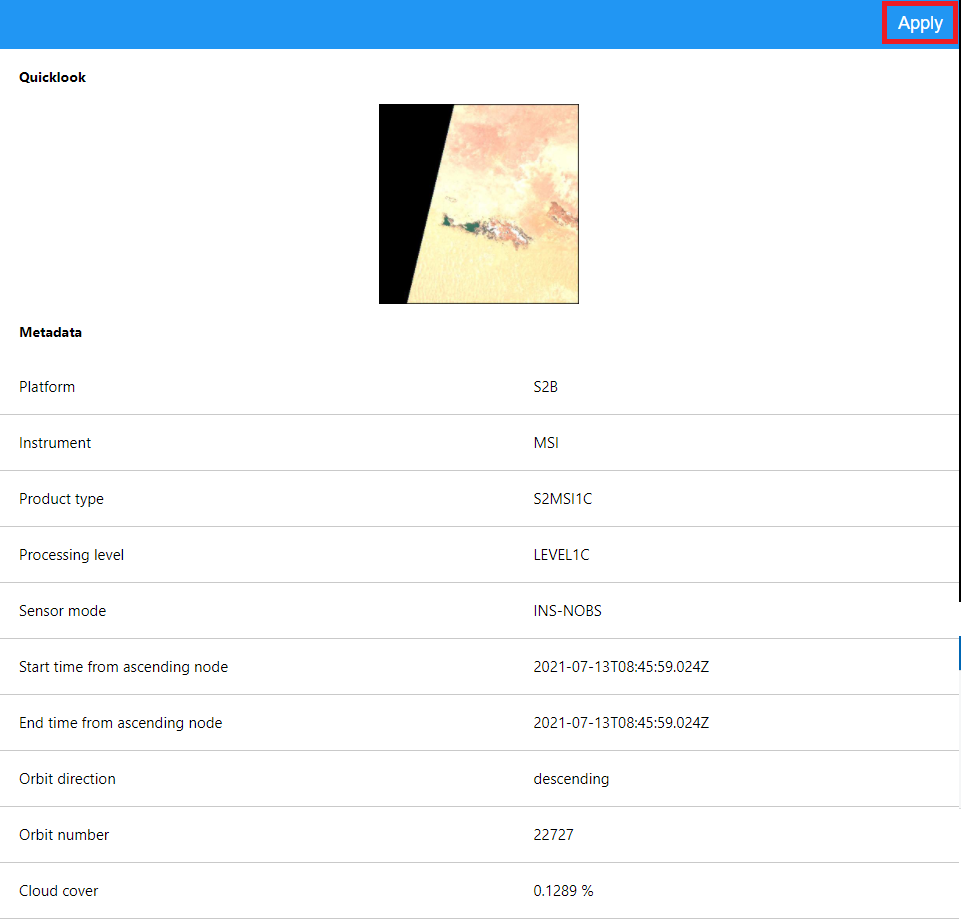 Apply
Quicklook
Metadata
Platform S2B
Instrument MSI
Product type S2MSI1C
Processing level LEVEL1C
Sensor mode INS-NOBS
Start time from ascending node 2021-07-13T08:45:59.024Z
End time from ascending node 2021-07-13T08:45:59.024Z
Orbit direction descending
Orbit number 22727
Cloud cover 0.1289 %